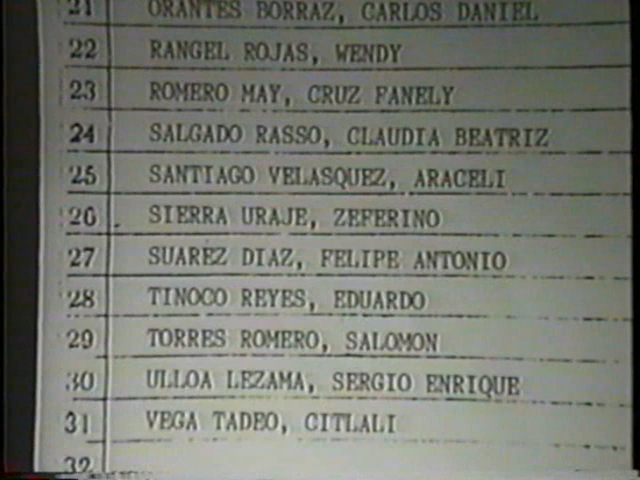 21 ORANTES BORRAZ, CARLOS DANIEL
22 RANGEL ROJAS, WENDY
23 ROMERO MAY, CRUZ FANELY
24 SALGADO RASSO, CLAUDIA BEATRIZ
25 SANTIAGO VELASQUEZ, ARACELI
26 SIERRA URAJE, ZEFERINO
27 SUAREZ DIAZ, FELIPE ANTONIO
28 TINOCO REYES, EDUARDO
29 TORRES ROMERO, SALOMON
30 ULLOA LEZAMA, SERGIO ENRIQUE
31 VEGA TADEO, CITLALI
32